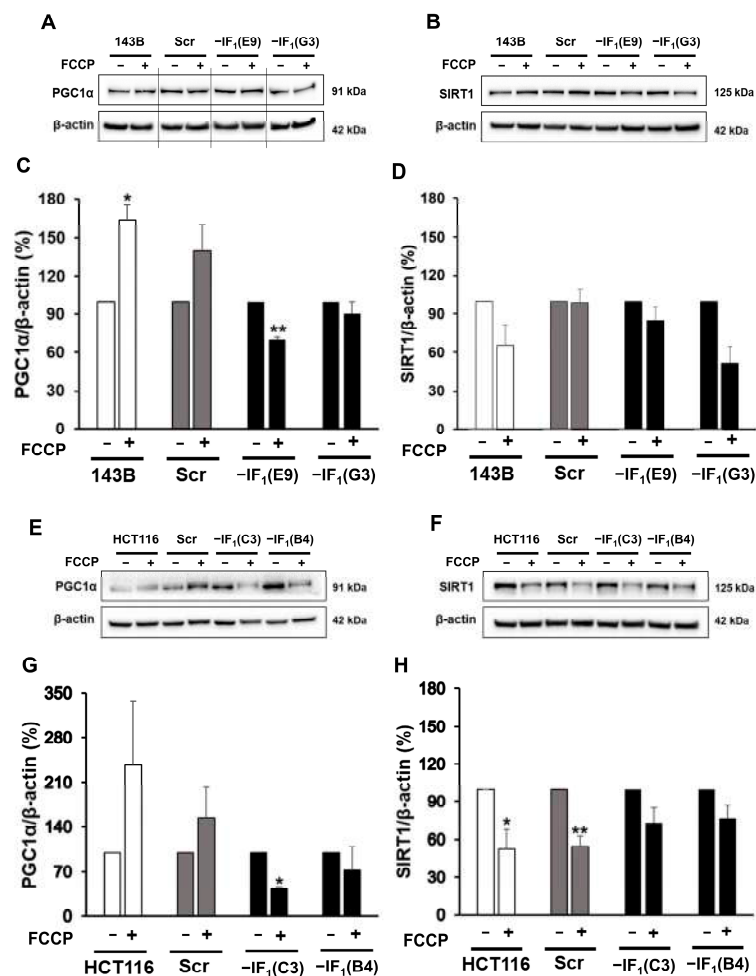 A
143B Scr −IF₁(E9) −IF₁(G3)
FCCP − + − + − + − +
PGC1α 91 kDa
β-actin 42 kDa
B
143B Scr −IF₁(E9) −IF₁(G3)
FCCP − + − + − + − +
SIRT1 125 kDa
β-actin 42 kDa
C
PGC1α/β-actin (%)
180
150
120
90
60
30
0
*
**
FCCP − + − + − + − +
143B Scr −IF₁(E9) −IF₁(G3)
D
SIRT1/β-actin (%)
180
150
120
90
60
30
0
FCCP − + − + − + − +
143B Scr −IF₁(E9) −IF₁(G3)
E
HCT116 Scr −IF₁(C3) −IF₁(B4)
FCCP − + − + − + − +
PGC1α 91 kDa
β-actin 42 kDa
F
HCT116 Scr −IF₁(C3) −IF₁(B4)
FCCP − + − + − + − +
SIRT1 125 kDa
β-actin 42 kDa
G
PGC1α/β-actin (%)
350
280
210
140
70
0
*
FCCP − + − + − + − +
HCT116 Scr −IF₁(C3) −IF₁(B4)
H
SIRT1/β-actin (%)
180
150
120
90
60
30
0
*
**
FCCP − + − + − + − +
HCT116 Scr −IF₁(C3) −IF₁(B4)